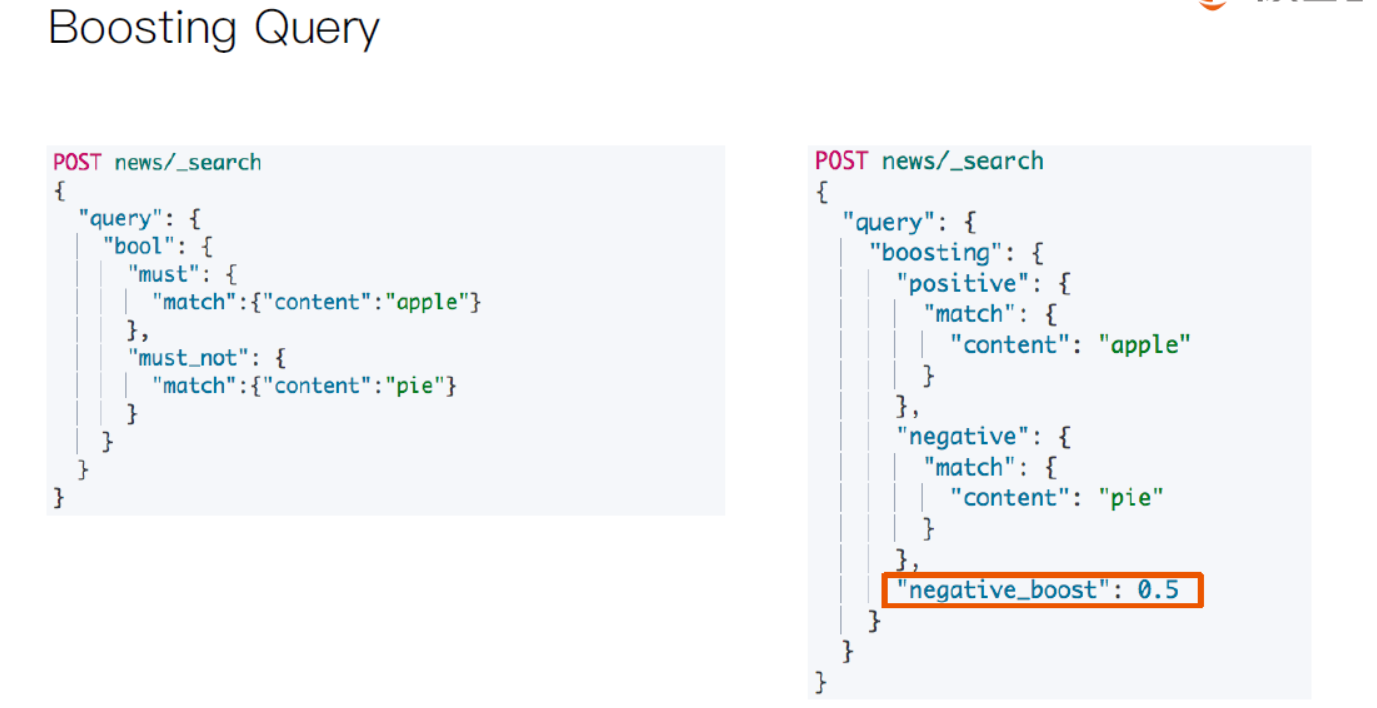 Boosting Query
POST news/_search
{
  "query": {
    "bool": {
      "must": {
        "match":{"content":"apple"}
      },
      "must_not": {
        "match":{"content":"pie"}
      }
    }
  }
}
POST news/_search
{
  "query": {
    "boosting": {
      "positive": {
        "match": {
          "content": "apple"
        }
      },
      "negative": {
        "match": {
          "content": "pie"
        }
      },
      "negative_boost": 0.5
    }
  }
}